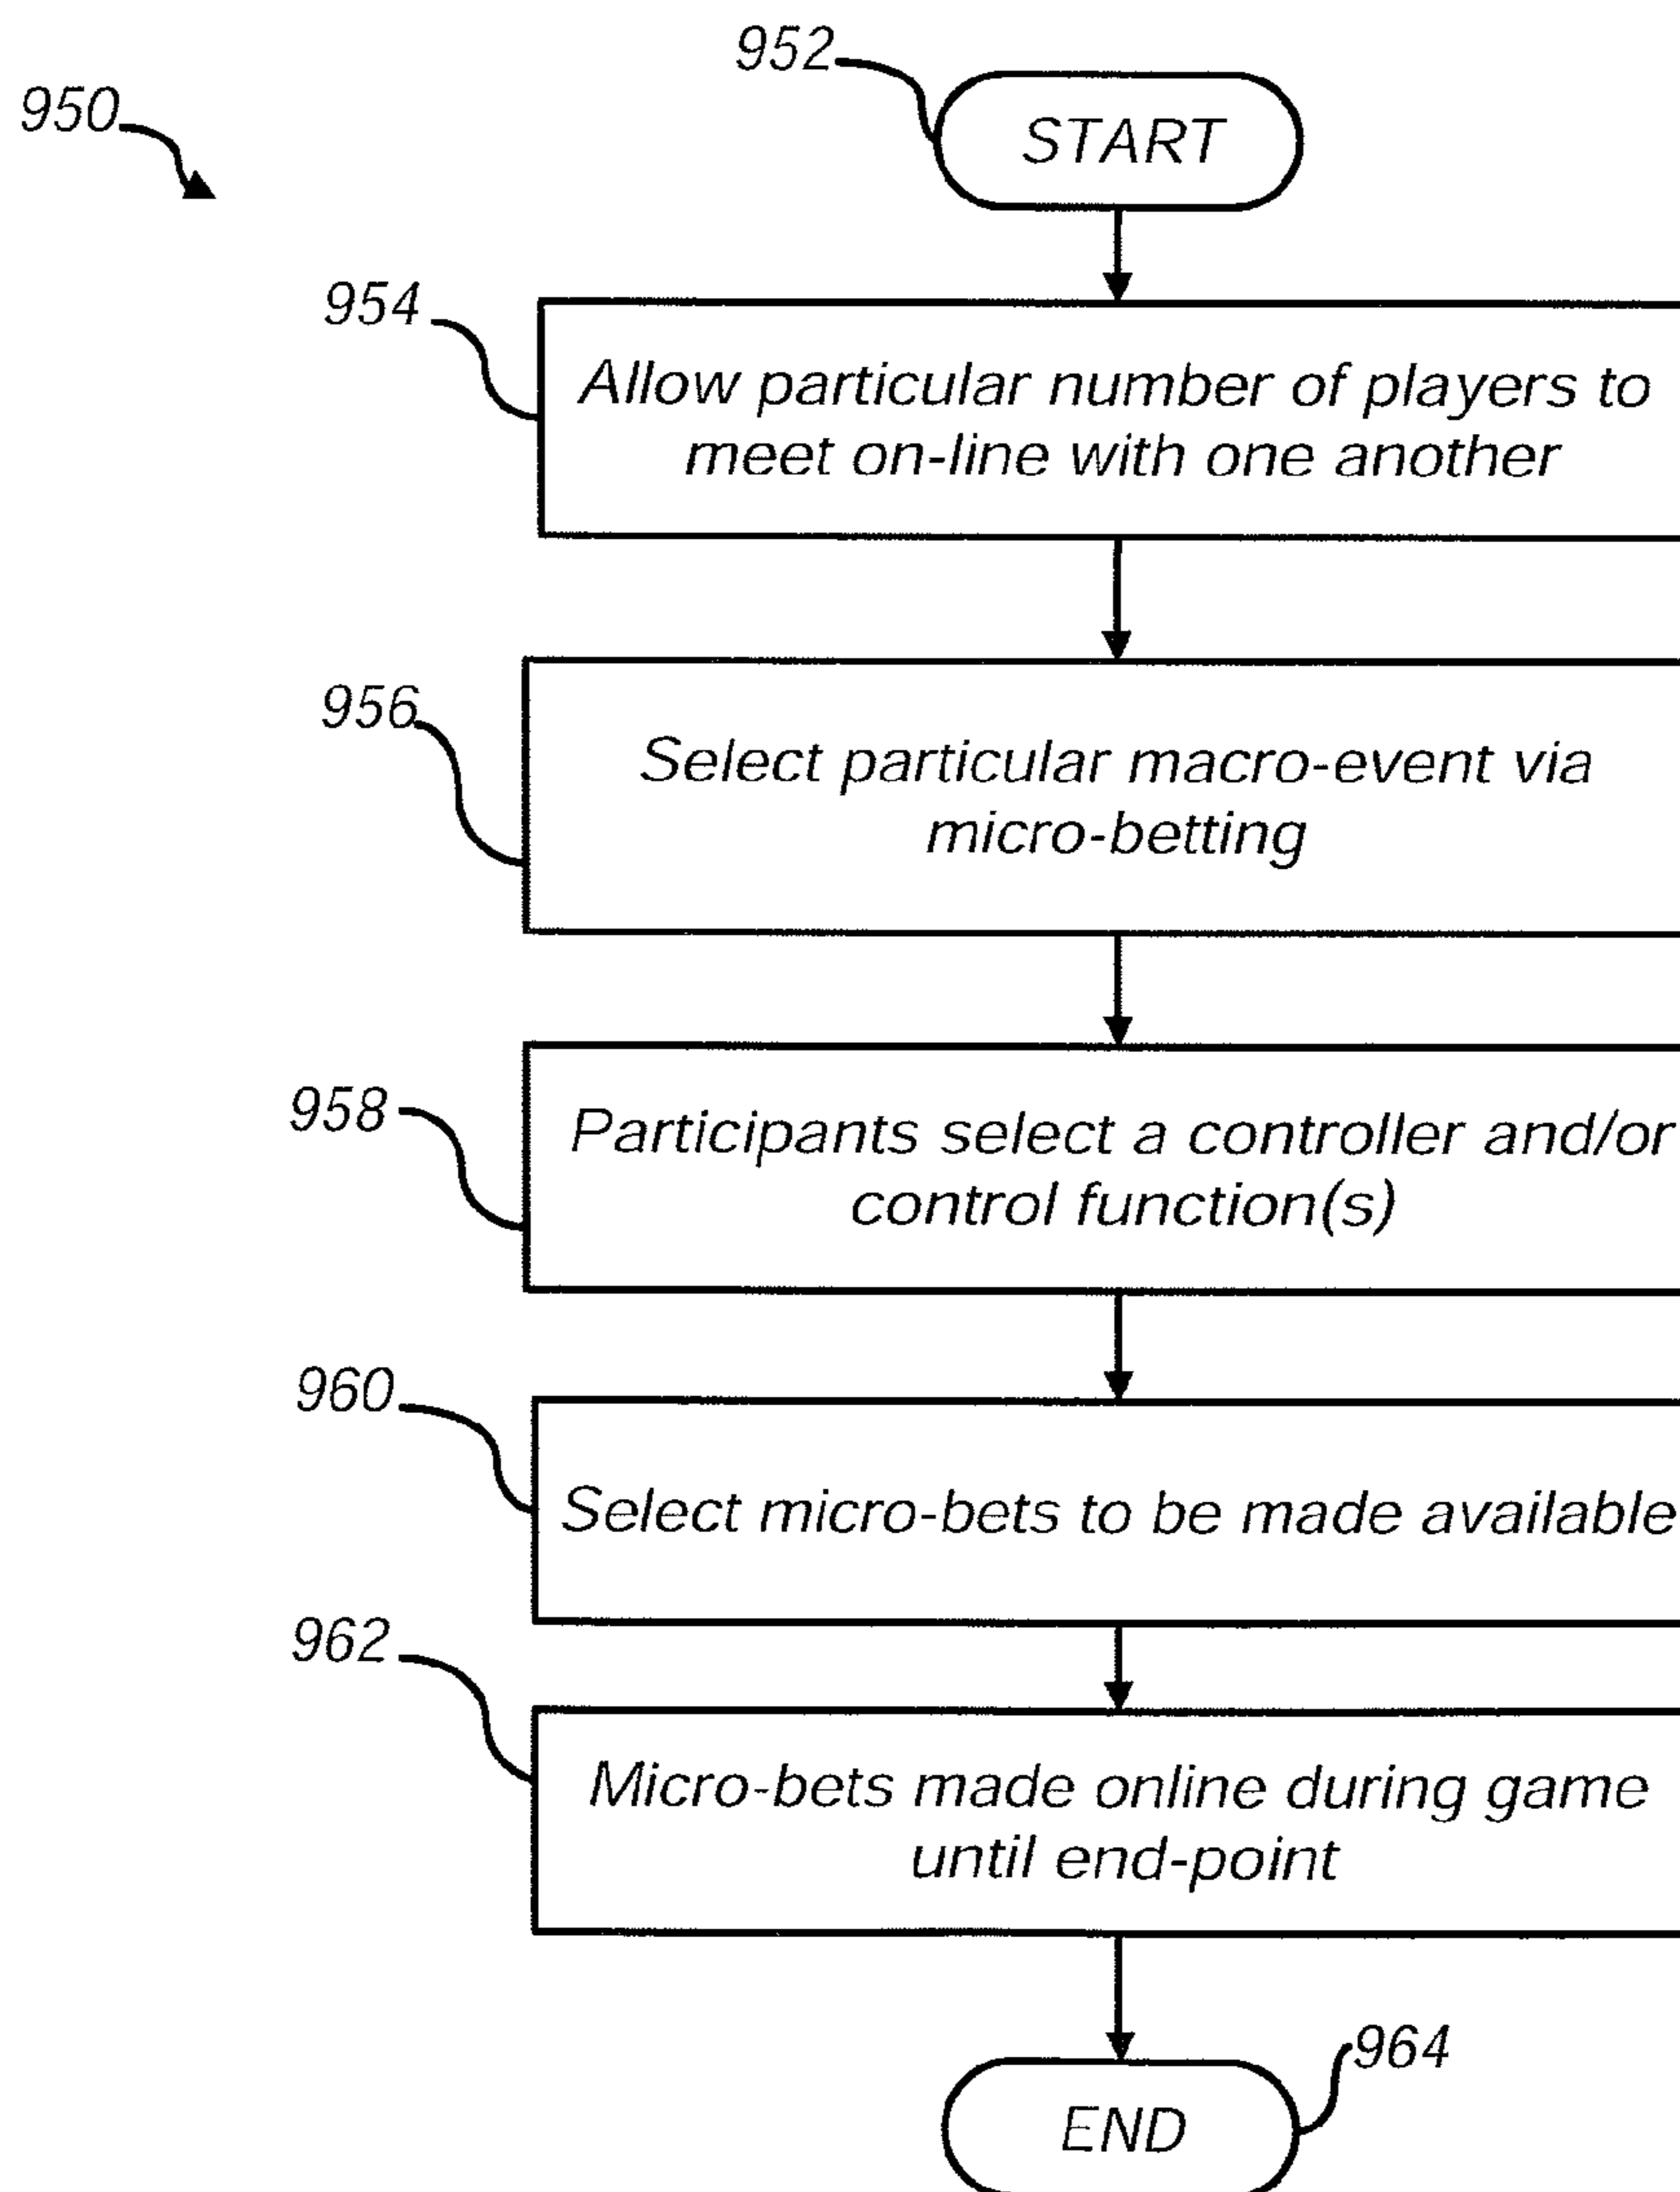 952
950
START
954
Allow particular number of players to
meet on-line with one another
956
Select particular macro-event via
micro-betting
958
Participants select a controller and/or
control function(s)
960
Select micro-bets to be made available
962
Micro-bets made online during game
until end-point
964
END